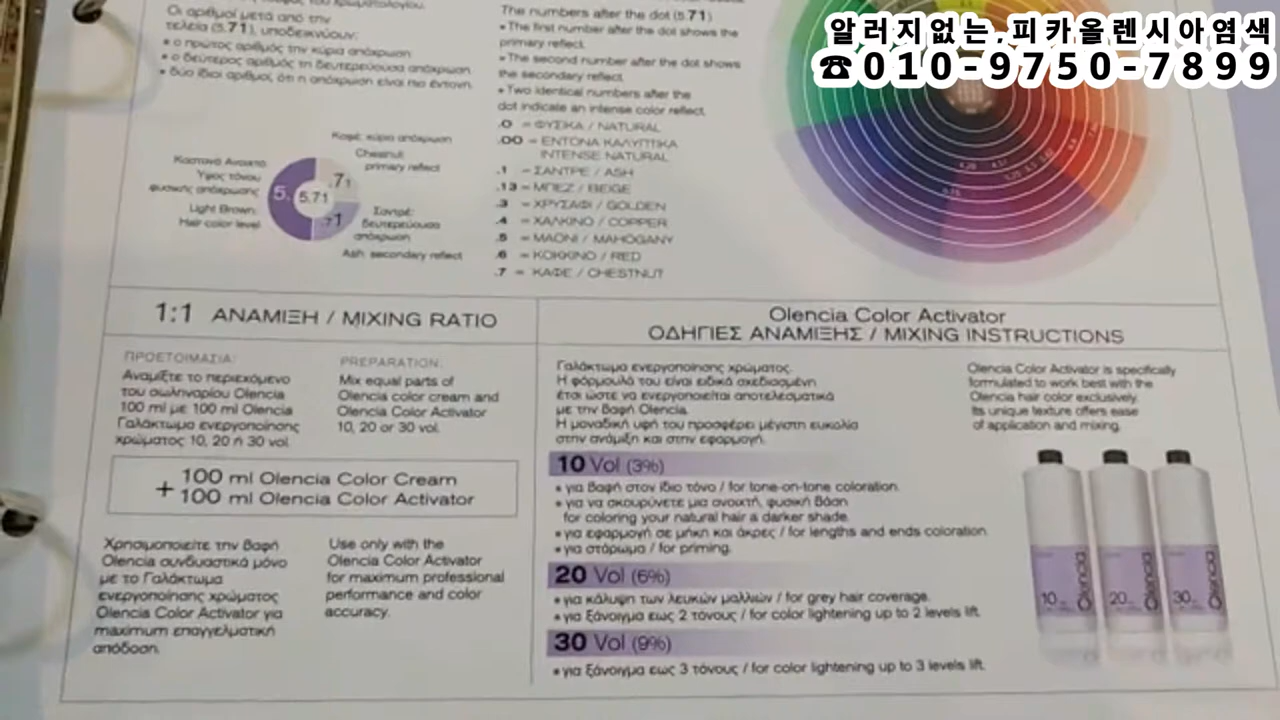 알러지없는, 피카올렌시아염색
☎010-9750-7899
Οι αριθμοί μετά από την
τελεία (5.71), υποδεικνύουν:
• ο πρώτος αριθμός την κύρια απόχρωση
• ο δεύτερος αριθμός τη δευτερεύουσα απόχρωση
• δύο ίδιοι αριθμοί, ότι η απόχρωση είναι πιο έντονη.
The numbers after the dot (5.71)
• The first number after the dot shows the
primary reflect.
• The second number after the dot shows
the secondary reflect.
• Two identical numbers after the
dot indicate an intense color reflect.
.0 = ΦΥΣΙΚΑ / NATURAL
.00 = ΕΝΤΟΝΑ ΚΑΛΥΠΤΙΚΑ
INTENSE NATURAL
.1 = ΣΑΝΤΡΕ / ASH
.13 = ΜΠΕΖ / BEIGE
.3 = ΧΡΥΣΑΦΙ / GOLDEN
.4 = ΧΑΛΚΙΝΟ / COPPER
.5 = ΜΑΟΝΙ / MAHOGANY
.6 = ΚΟΚΚΙΝΟ / RED
.7 = ΚΑΦΕ / CHESTNUT
Καφέ: κύρια απόχρωση
Chestnut:
primary reflect
Καστανό Ανοιχτό:
Ύψος τόνου
φυσικής απόχρωσης
Light Brown:
Hair color level
5.
5.71
.71
.71
Σαντρέ:
δευτερεύουσα
απόχρωση
Ash: secondary reflect
1:1 ΑΝΑΜΙΞΗ / MIXING RATIO
ΠΡΟΕΤΟΙΜΑΣΙΑ:
Αναμίξτε το περιεχόμενο
του σωληναρίου Olencia
100 ml με 100 ml Olencia
Γαλάκτωμα ενεργοποίησης
χρώματος 10, 20 ή 30 vol.
PREPARATION:
Mix equal parts of
Olencia color cream and
Olencia Color Activator
10, 20 or 30 vol.
+ 100 ml Olencia Color Cream
100 ml Olencia Color Activator
Χρησιμοποιείτε την βαφή
Olencia συνδυαστικά μόνο
με το Γαλάκτωμα
ενεργοποίησης χρώματος
Olencia Color Activator για
maximum επαγγελματική
απόδοση.
Use only with the
Olencia Color Activator
for maximum professional
performance and color
accuracy.
Olencia Color Activator
ΟΔΗΓΙΕΣ ΑΝΑΜΙΞΗΣ / MIXING INSTRUCTIONS
Γαλάκτωμα ενεργοποίησης χρώματος.
Η φόρμουλά του είναι ειδικά σχεδιασμένη
έτσι ώστε να ενεργοποιείται αποτελεσματικά
με την βαφή Olencia.
Η μοναδική υφή του προσφέρει μέγιστη ευκολία
στην ανάμιξη και στην εφαρμογή.
Olencia Color Activator is specifically
formulated to work best with the
Olencia hair color exclusively.
Its unique texture offers ease
of application and mixing.
10 Vol (3%)
• για βαφή στον ίδιο τόνο / for tone-on-tone coloration.
• για να σκουρύνετε μια ανοιχτή, φυσική βάση
for coloring your natural hair a darker shade.
• για εφαρμογή σε μήκη και άκρες / for lengths and ends coloration.
• για στόρωμα / for priming.
20 Vol (6%)
• για κάλυψη των λευκών μαλλιών / for grey hair coverage.
• για ξάνοιγμα εως 2 τόνους / for color lightening up to 2 levels lift.
30 Vol (9%)
• για ξάνοιγμα εως 3 τόνους / for color lightening up to 3 levels lift.
10 Olencia
20 Olencia
30 Olencia